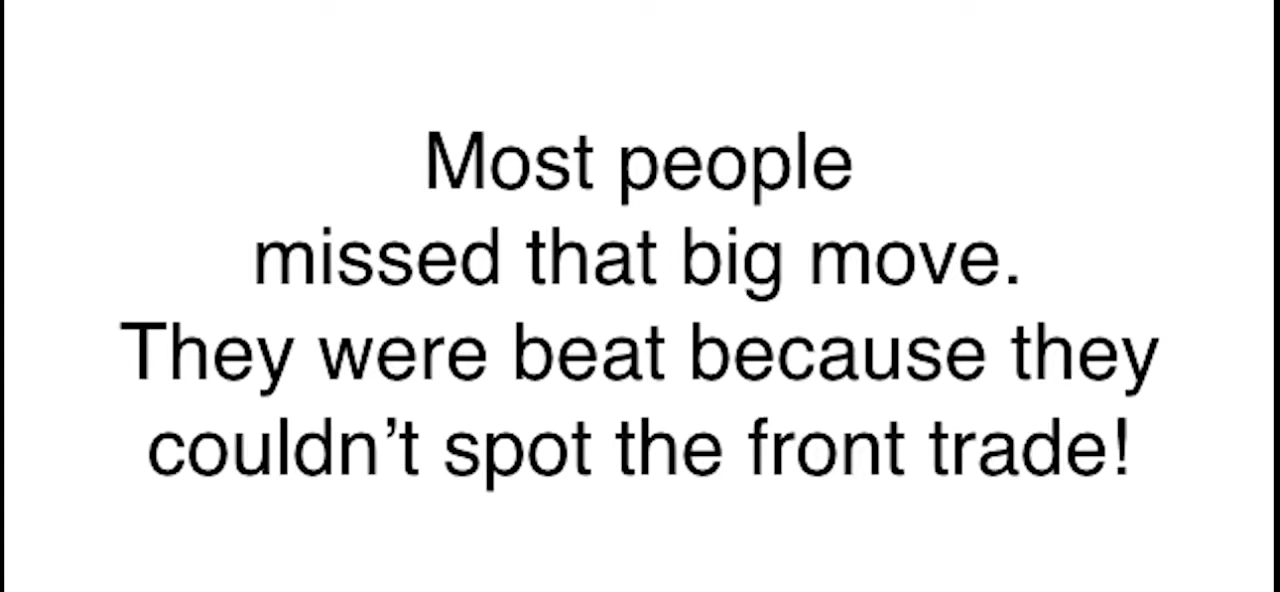 Most people
missed that big move.
They were beat because they
couldn’t spot the front trade!